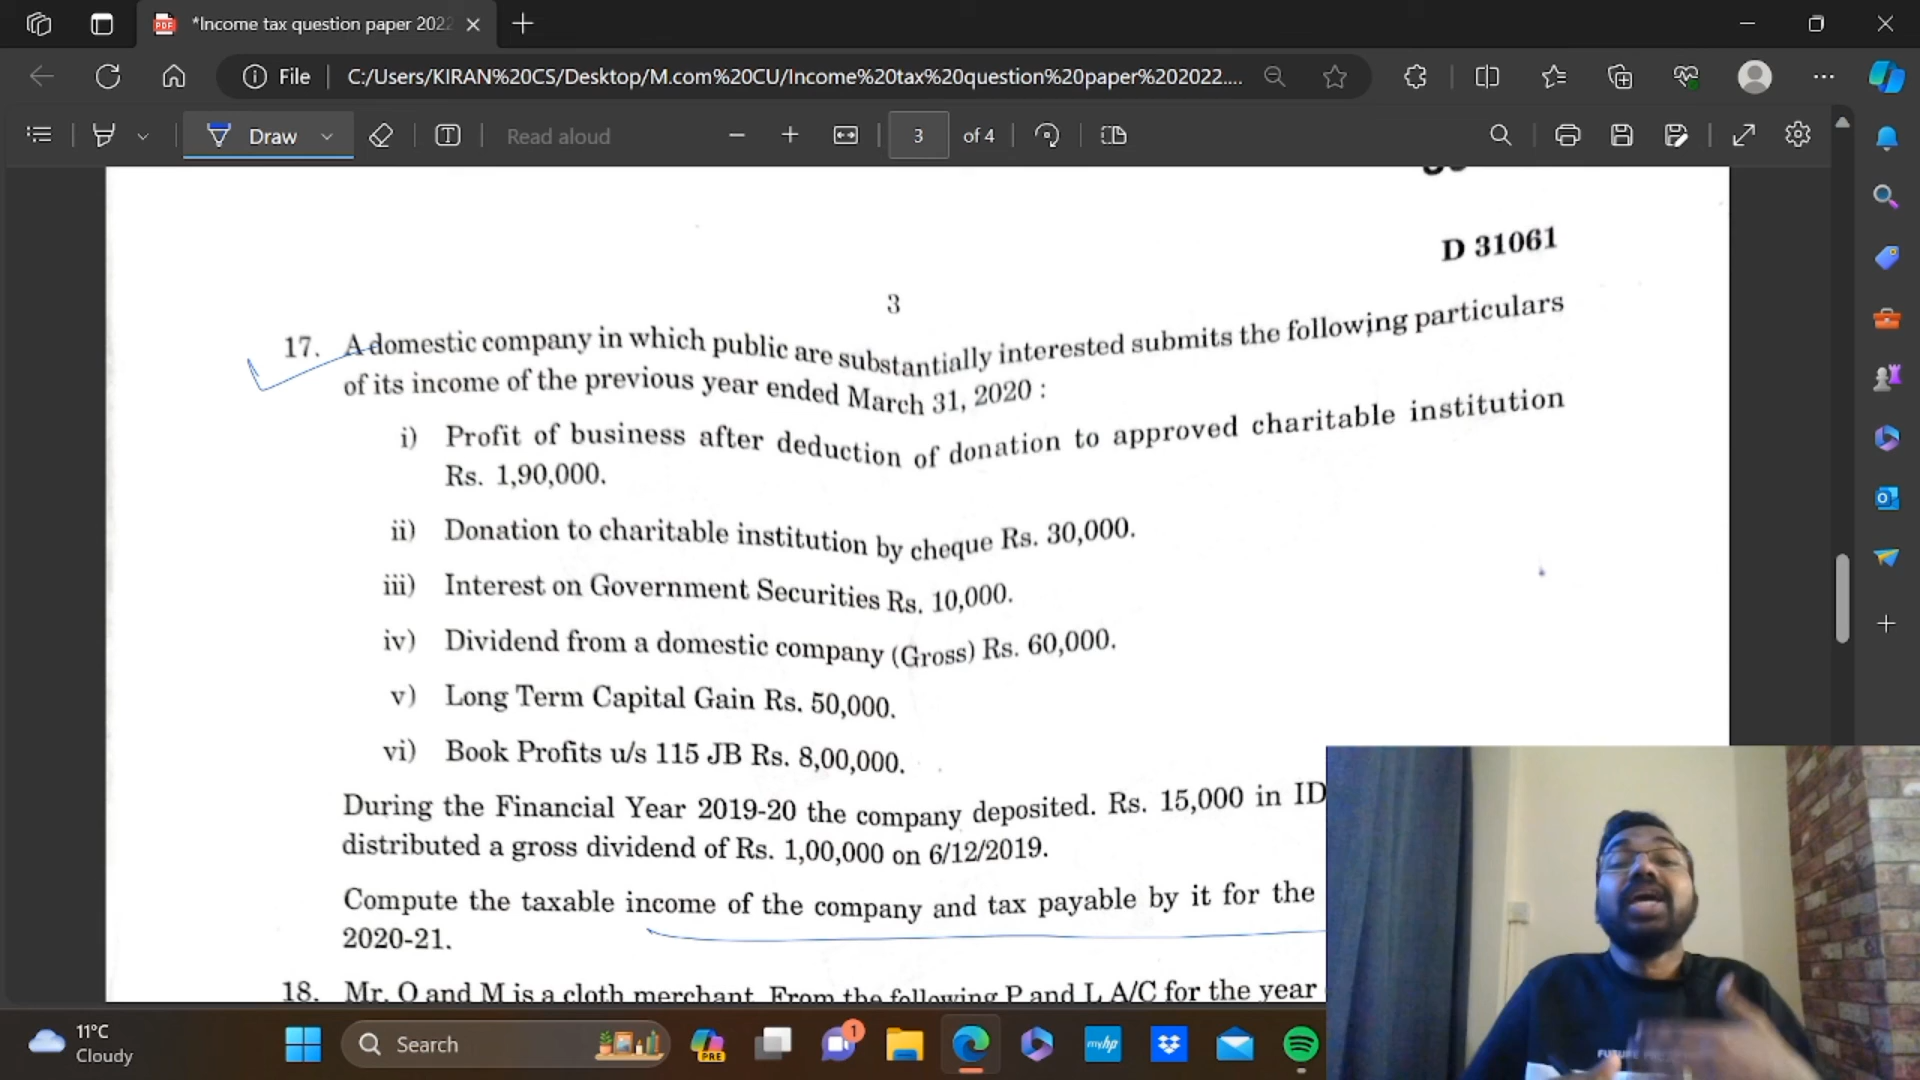 *Income tax question paper 2022
File
C:/Users/KIRAN%20CS/Desktop/M.com%20CU/Income%20tax%20question%20paper%202022....
Draw
Read aloud
3
of 4
D 31061
3
17. A domestic company in which public are substantially interested submits the following particulars
of its income of the previous year ended March 31, 2020 :
i) Profit of business after deduction of donation to approved charitable institution
Rs. 1,90,000.
ii) Donation to charitable institution by cheque Rs. 30,000.
iii) Interest on Government Securities Rs. 10,000.
iv) Dividend from a domestic company (Gross) Rs. 60,000.
v) Long Term Capital Gain Rs. 50,000.
vi) Book Profits u/s 115 JB Rs. 8,00,000.
During the Financial Year 2019-20 the company deposited. Rs. 15,000 in ID
distributed a gross dividend of Rs. 1,00,000 on 6/12/2019.
Compute the taxable income of the company and tax payable by it for the
2020-21.
18. Mr. O and M is a cloth merchant. From the following P and L A/C for the year
11°C
Cloudy
Search
PRE
1
myhp